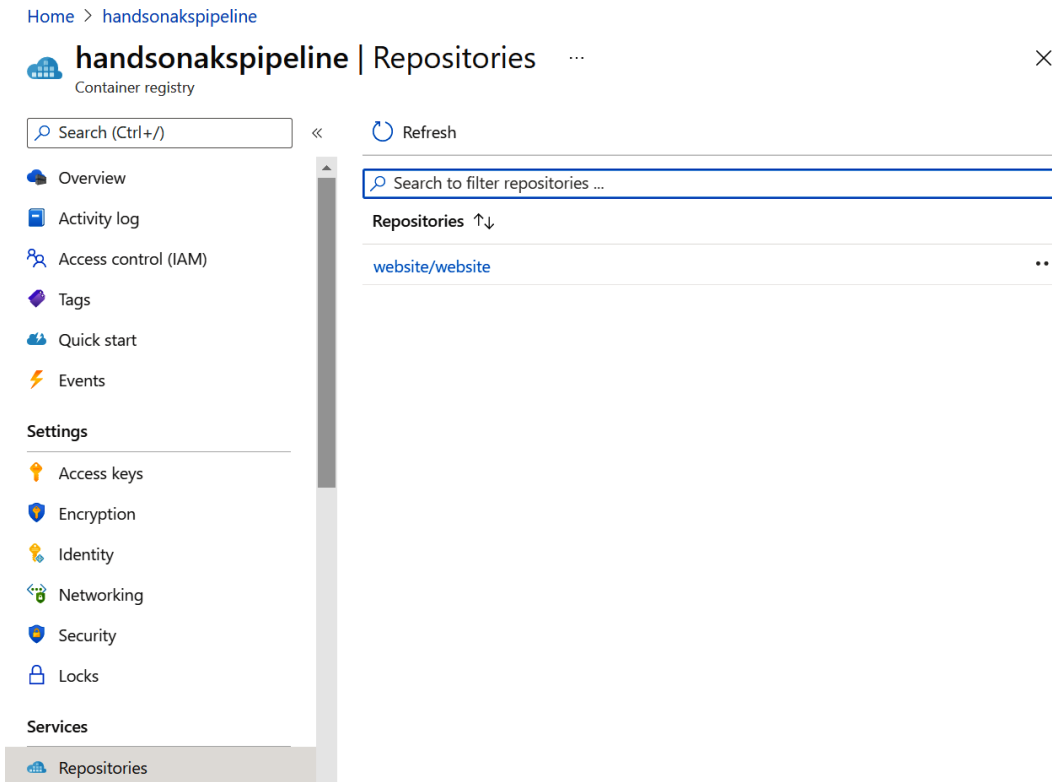 Home > handsonakspipeline
handsonakspipeline | Repositories ...
Container registry
Search (Ctrl+/)
«
Refresh
Overview
Search to filter repositories ...
Activity log
Repositories ↑↓
Access control (IAM)
website/website
Tags
Quick start
Events
Settings
Access keys
Encryption
Identity
Networking
Security
Locks
Services
Repositories